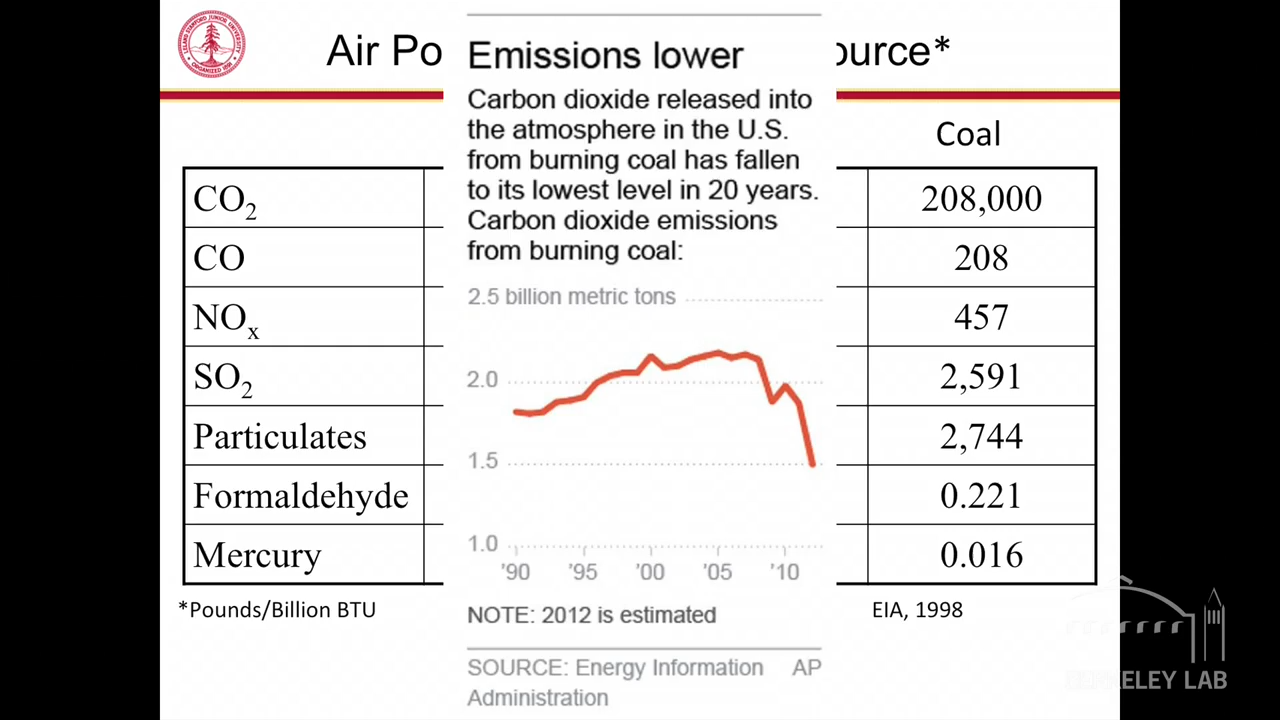 Air Po
ource*
Emissions lower
Carbon dioxide released into
the atmosphere in the U.S.
from burning coal has fallen
to its lowest level in 20 years.
Carbon dioxide emissions
from burning coal:
2.5 billion metric tons
2.0
1.5
1.0
'90 '95 '00 '05 '10
NOTE: 2012 is estimated
SOURCE: Energy Information AP
Administration
Coal
CO2 208,000
CO 208
NOx 457
SO2 2,591
Particulates 2,744
Formaldehyde 0.221
Mercury 0.016
*Pounds/Billion BTU
EIA, 1998
BERKELEY LAB